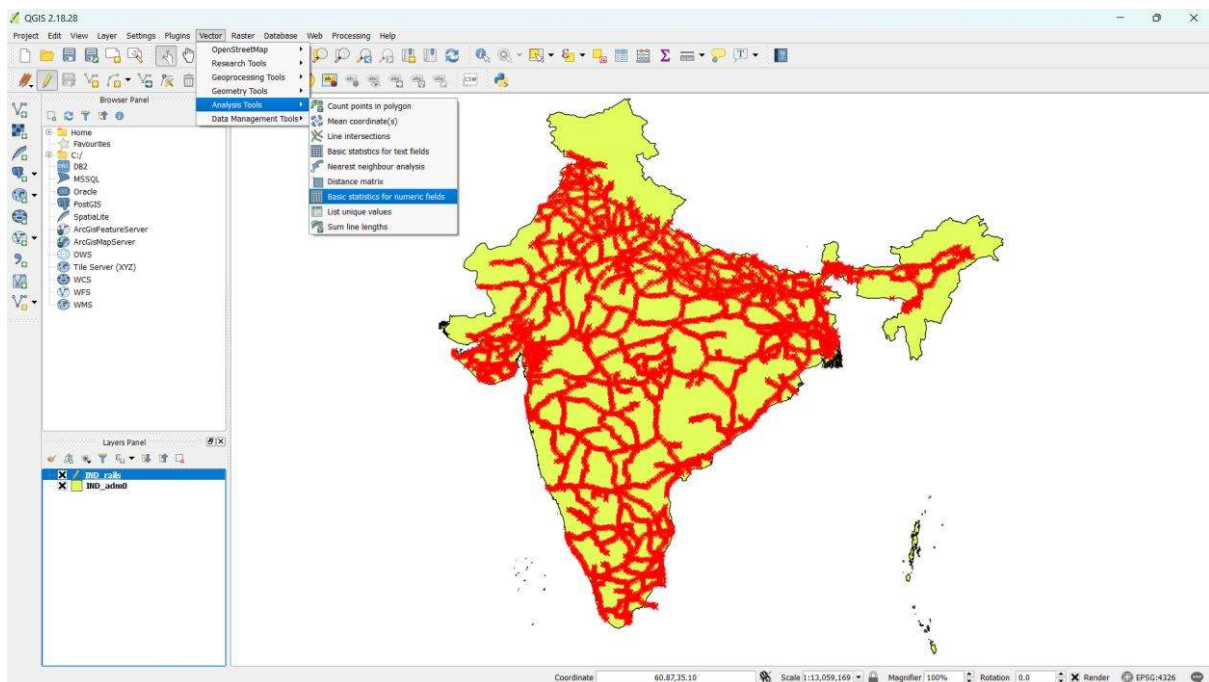 QGIS 2.18.28
Project Edit View Layer Settings Plugins Vector Raster Database Web Processing Help
OpenStreetMap
Research Tools
Geoprocessing Tools
Geometry Tools
Analysis Tools
Data Management Tools
Count points in polygon
Mean coordinate(s)
Line intersections
Basic statistics for text fields
Nearest neighbour analysis
Distance matrix
Basic statistics for numeric fields
List unique values
Sum line lengths
Browser Panel
Home
Favourites
C:/
DB2
MSSQL
Oracle
PostGIS
SpatiaLite
ArcGisFeatureServer
ArcGisMapServer
OWS
Tile Server (XYZ)
WCS
WFS
WMS
Layers Panel
IND_rails
IND_adm0
Coordinate 60.87,35.10 Scale 1:13,059,169 Magnifier 100% Rotation 0.0 Render EPSG:4326